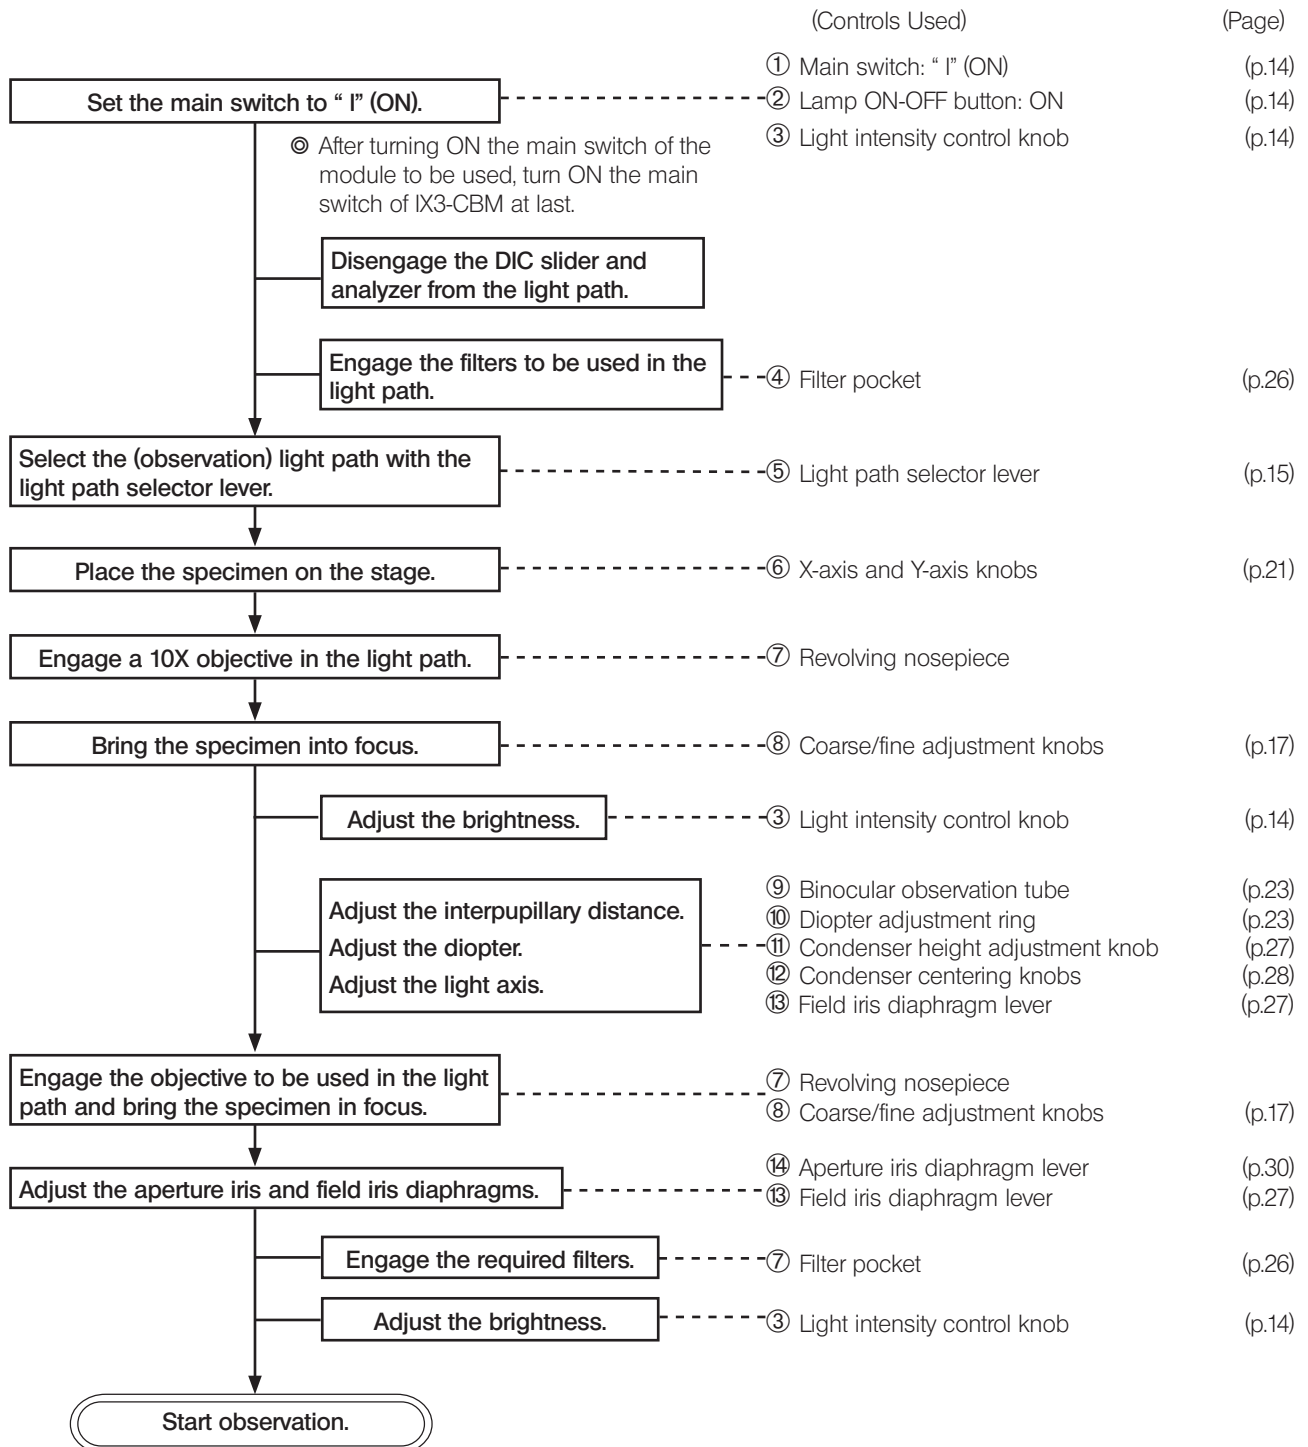 (Controls Used) (Page)
① Main switch: “ I” (ON) (p.14)
Set the main switch to “ I” (ON).
② Lamp ON-OFF button: ON (p.14)
③ Light intensity control knob (p.14)
◎ After turning ON the main switch of the
module to be used, turn ON the main
switch of IX3-CBM at last.
Disengage the DIC slider and
analyzer from the light path.
Engage the filters to be used in the
light path.
④ Filter pocket (p.26)
Select the (observation) light path with the
light path selector lever.
⑤ Light path selector lever (p.15)
Place the specimen on the stage.
⑥ X-axis and Y-axis knobs (p.21)
Engage a 10X objective in the light path.
⑦ Revolving nosepiece
Bring the specimen into focus.
⑧ Coarse/fine adjustment knobs (p.17)
Adjust the brightness.
③ Light intensity control knob (p.14)
Adjust the interpupillary distance.
Adjust the diopter.
Adjust the light axis.
⑨ Binocular observation tube (p.23)
⑩ Diopter adjustment ring (p.23)
⑪ Condenser height adjustment knob (p.27)
⑫ Condenser centering knobs (p.28)
⑬ Field iris diaphragm lever (p.27)
Engage the objective to be used in the light
path and bring the specimen in focus.
⑦ Revolving nosepiece
⑧ Coarse/fine adjustment knobs (p.17)
Adjust the aperture iris and field iris diaphragms.
⑭ Aperture iris diaphragm lever (p.30)
⑬ Field iris diaphragm lever (p.27)
Engage the required filters.
⑦ Filter pocket (p.26)
Adjust the brightness.
③ Light intensity control knob (p.14)
Start observation.